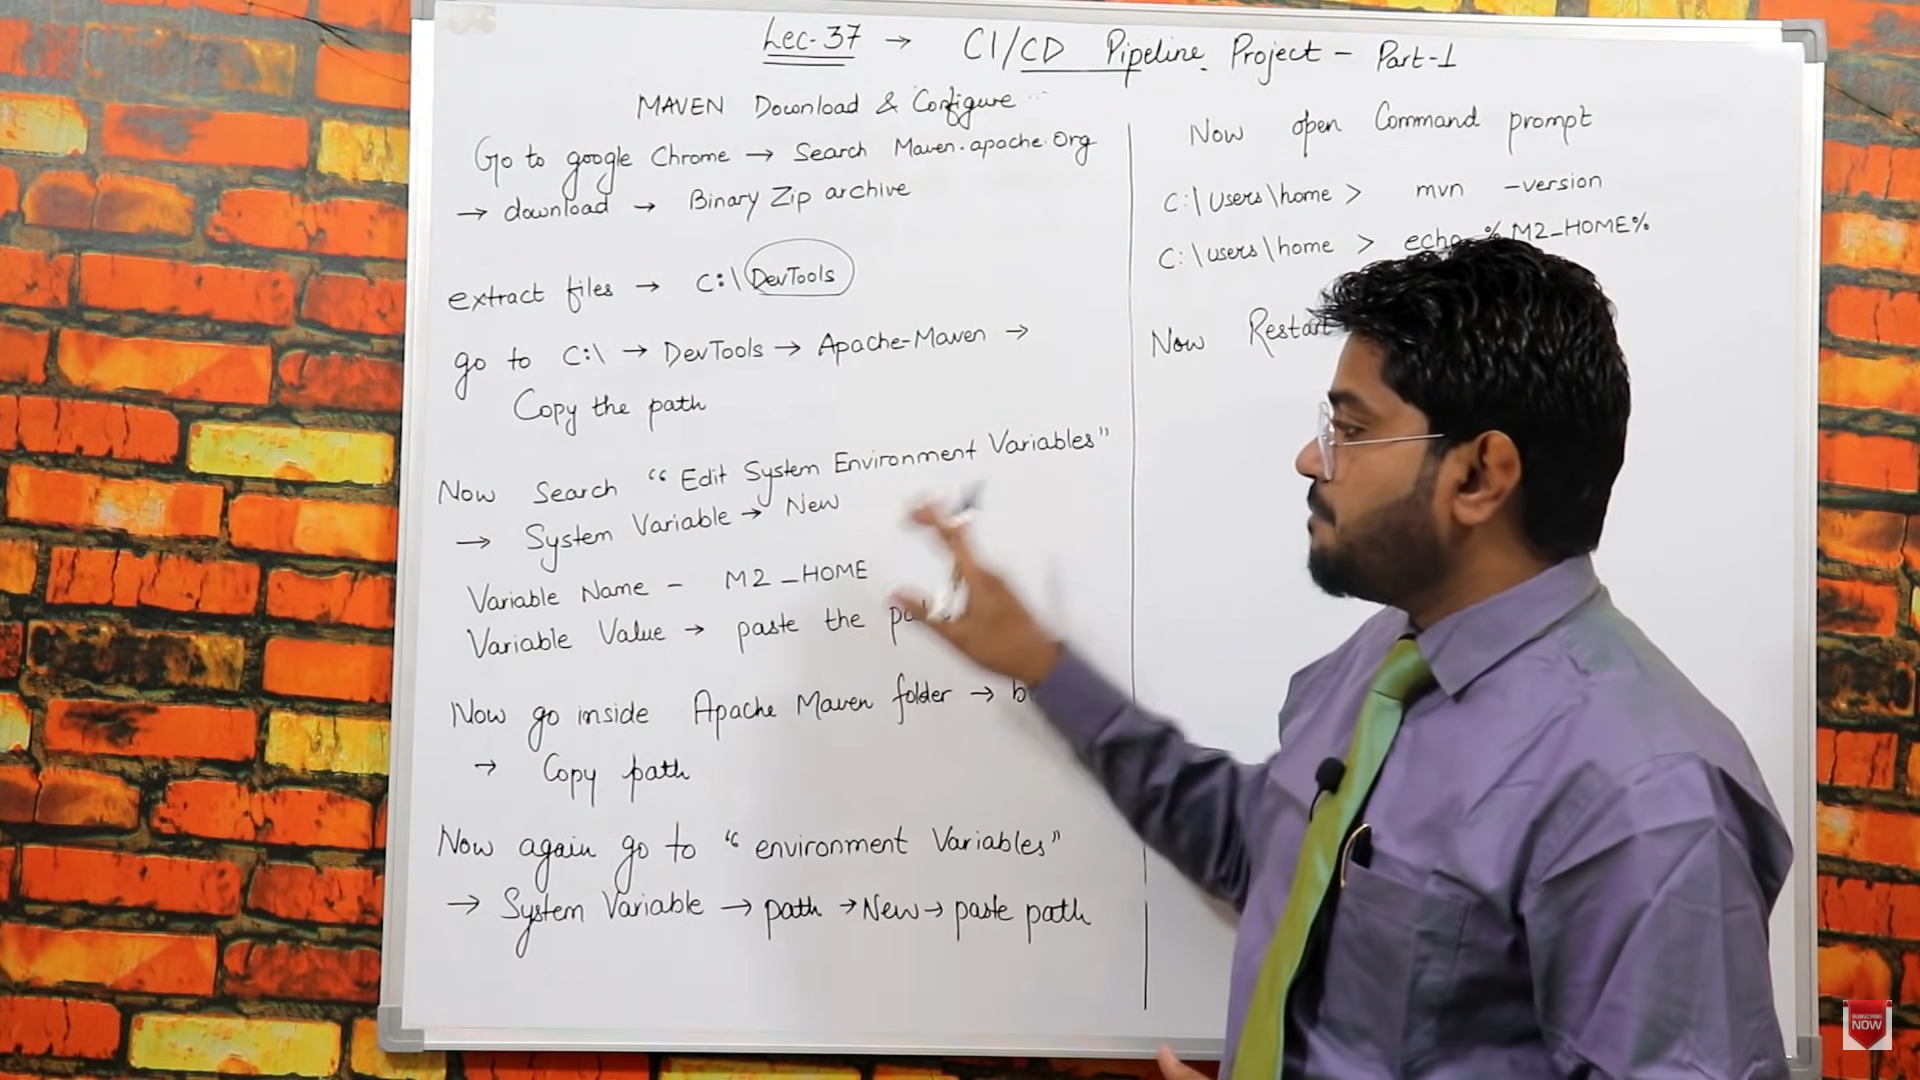 Lec-37 → CI/CD Pipeline Project - Part-1
MAVEN Download & Configure
Go to google Chrome → Search Maven.apache.Org
→ download → Binary Zip archive
extract files → C:\DevTools
go to C:\ → DevTools → Apache-Maven →
Copy the path
Now Search “Edit System Environment Variables”
→ System Variable → New
Variable Name - M2_HOME
Variable Value → paste the
Now go inside Apache Maven folder →
→ Copy path
Now again go to “environment Variables”
→ System Variable → path → New → paste path
Now open Command prompt
C:\Users\home > mvn -version
C:\users\home > echo %M2_HOME%
Now Restart
SUBSCRIBE
NOW